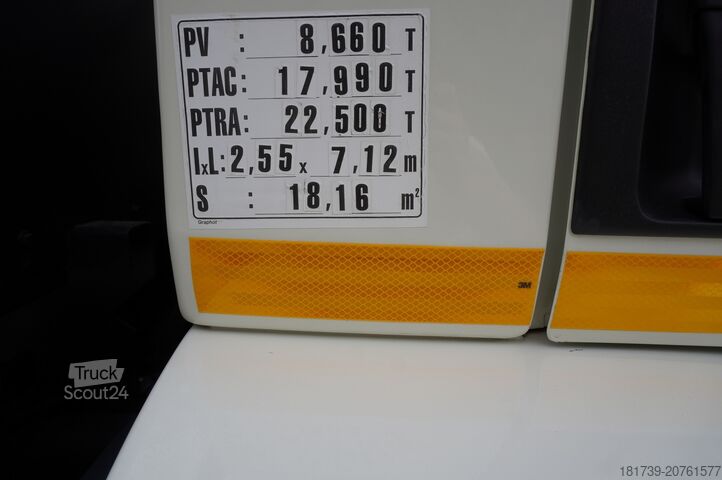 PV : 8,660 T
PTAC: 17,990 T
PTRA: 22,500 T
lxL: 2,55 x 7,12 m
S : 18,16 m²
Graphot
3M
Truck
Scout24
181739-20761577